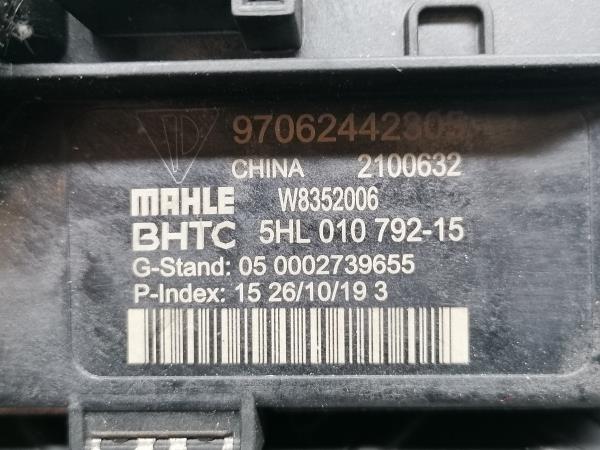 97062442305
CHINA 2100632
MAHLE W8352006
BHTC 5HL 010 792-15
G-Stand: 05 0002739655
P-Index: 15 26/10/19 3